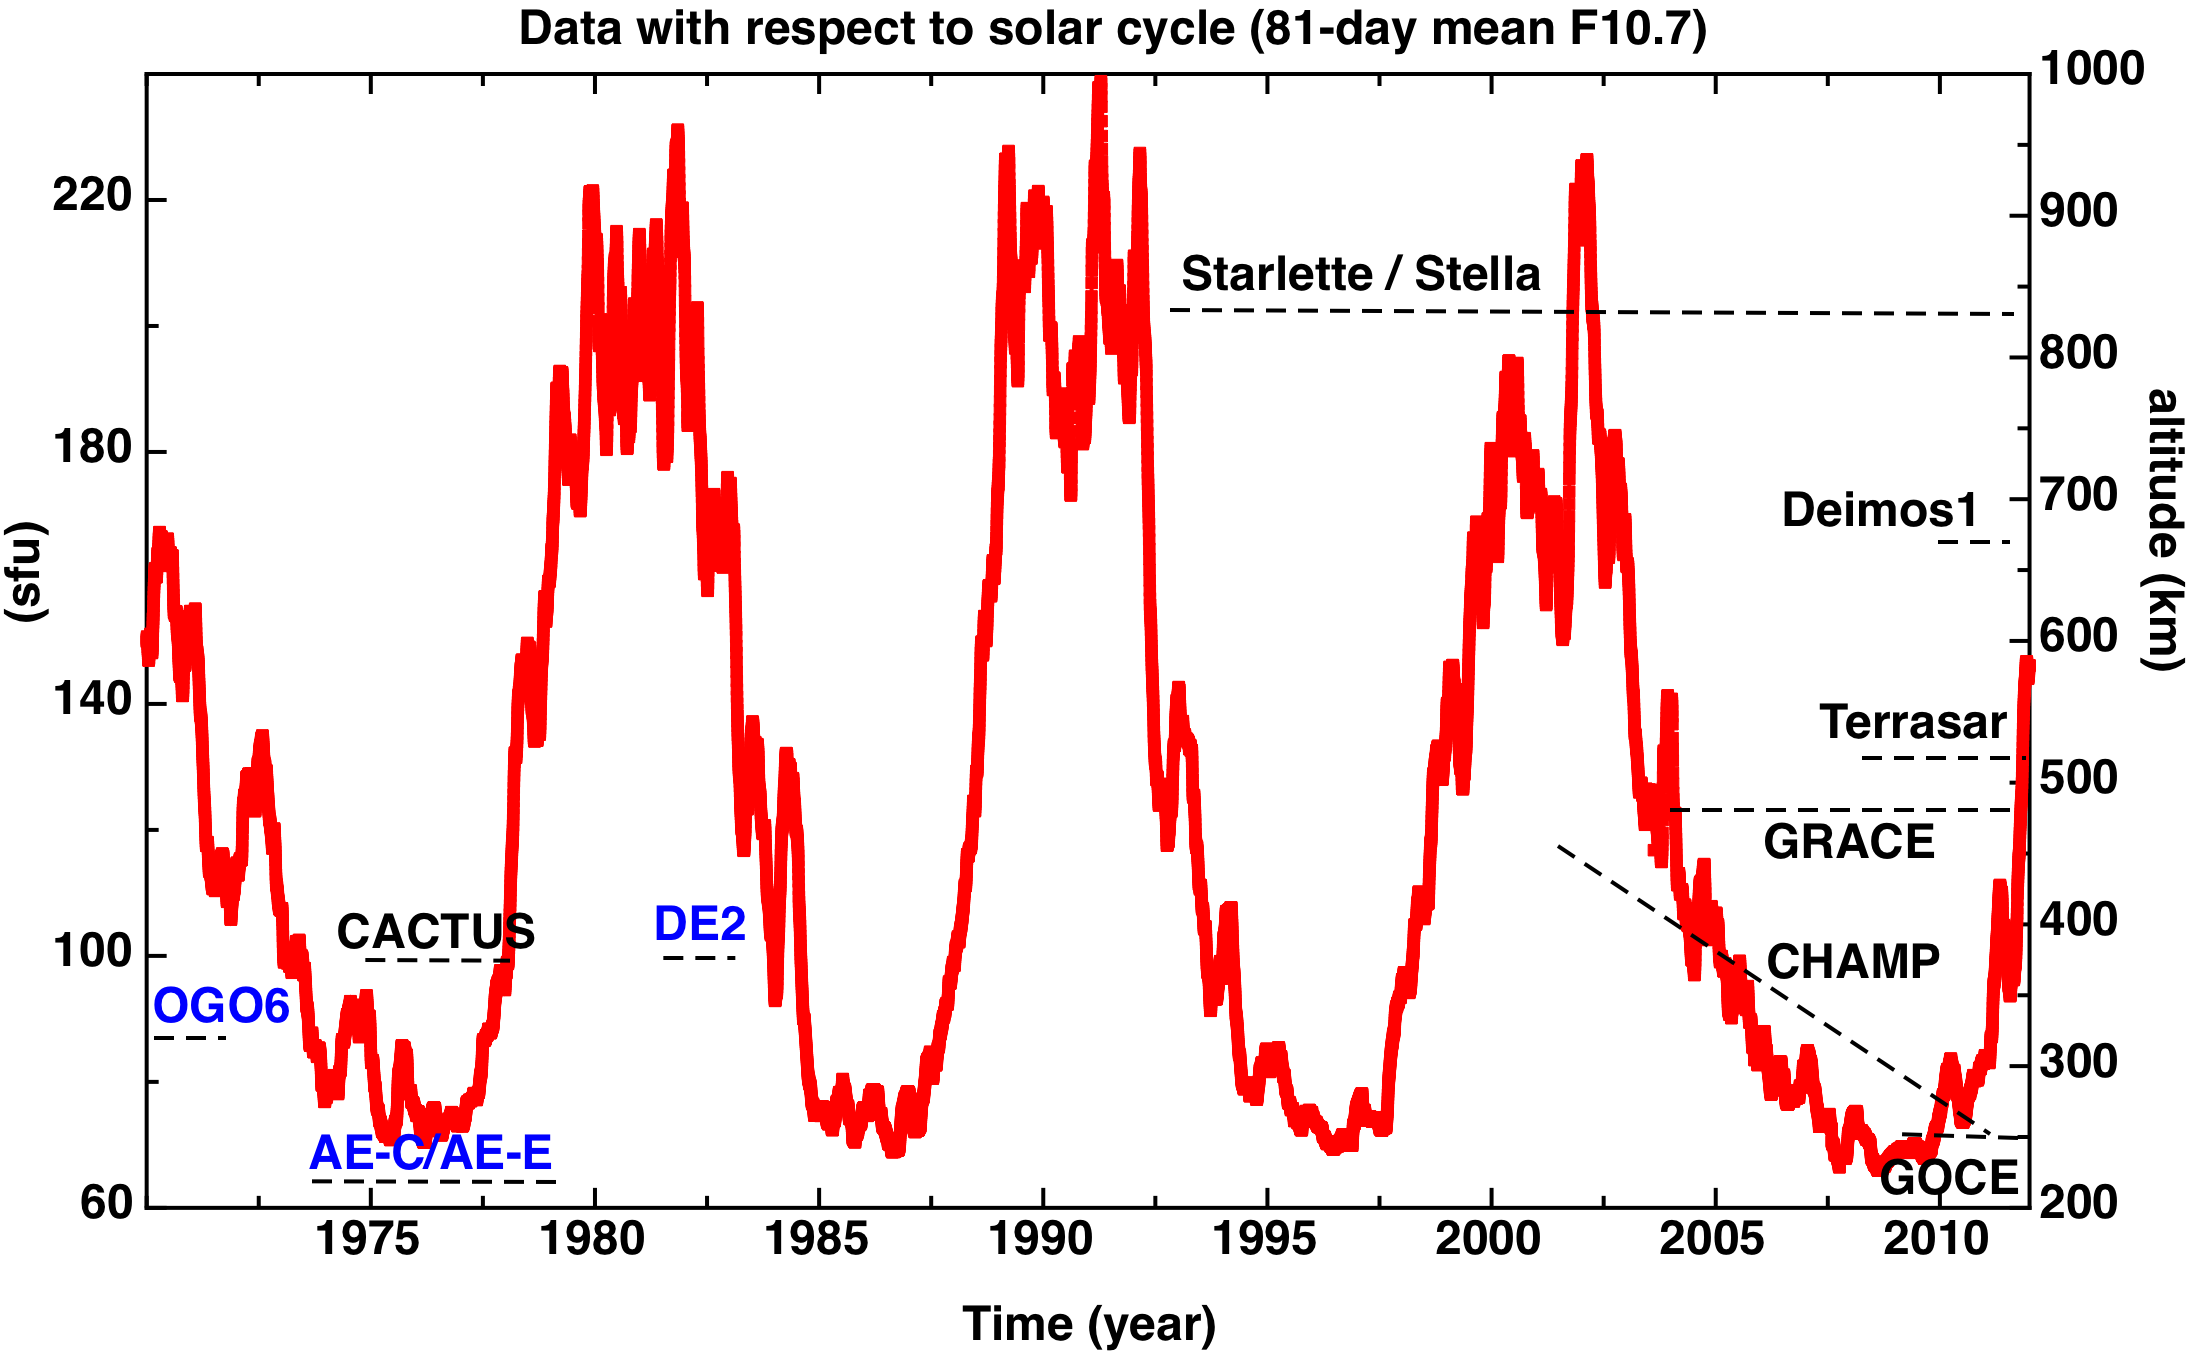 Data with respect to solar cycle (81-day mean F10.7)
1000
220
900
Starlette / Stella
800
180
Deimos1
700
(sfu)
altitude (km)
600
140
Terrasar
500
GRACE
CACTUS
DE2
400
100
CHAMP
OGO6
300
AE-C/AE-E
GOCE
60
200
1975 1980 1985 1990 1995 2000 2005 2010
Time (year)